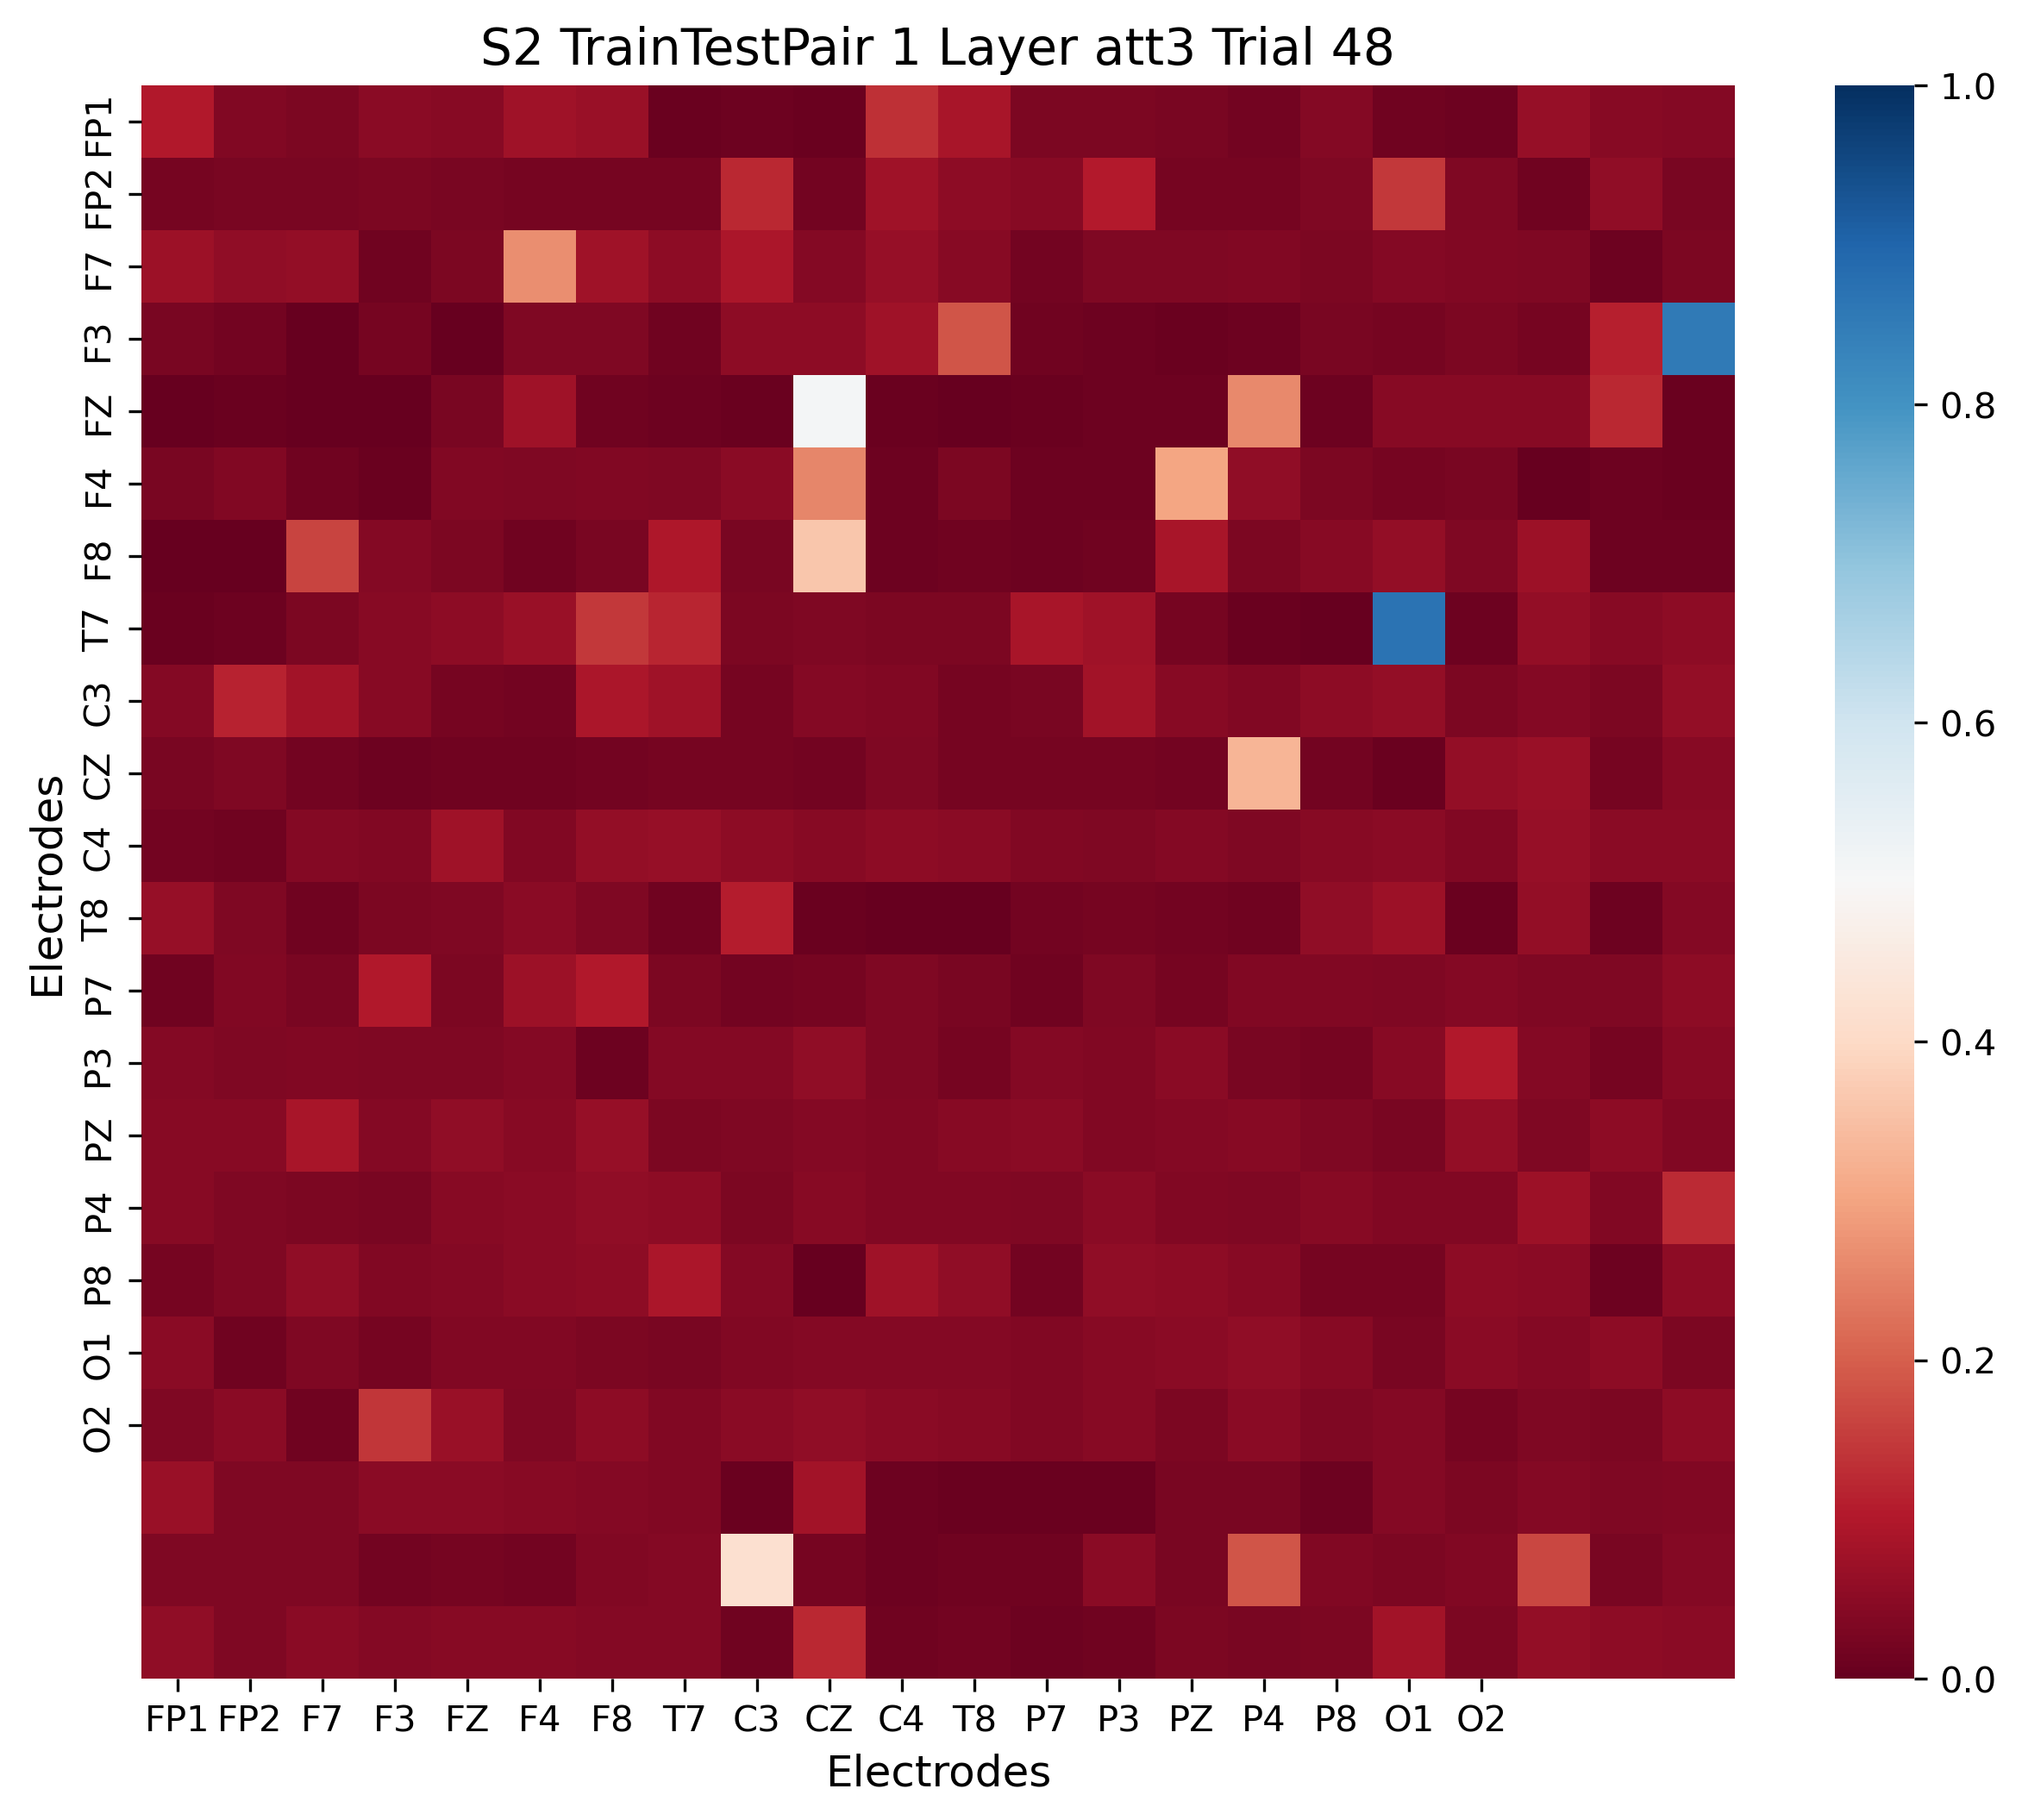 S2 TrainTestPair 1 Layer att3 Trial 48
Electrodes
FP1
FP2
F7
F3
FZ
F4
F8
T7
C3
CZ
C4
T8
P7
P3
PZ
P4
P8
O1
O2
FP1 FP2 F7 F3 FZ F4 F8 T7 C3 CZ C4 T8 P7 P3 PZ P4 P8 O1 O2
Electrodes
1.0
0.8
0.6
0.4
0.2
0.0